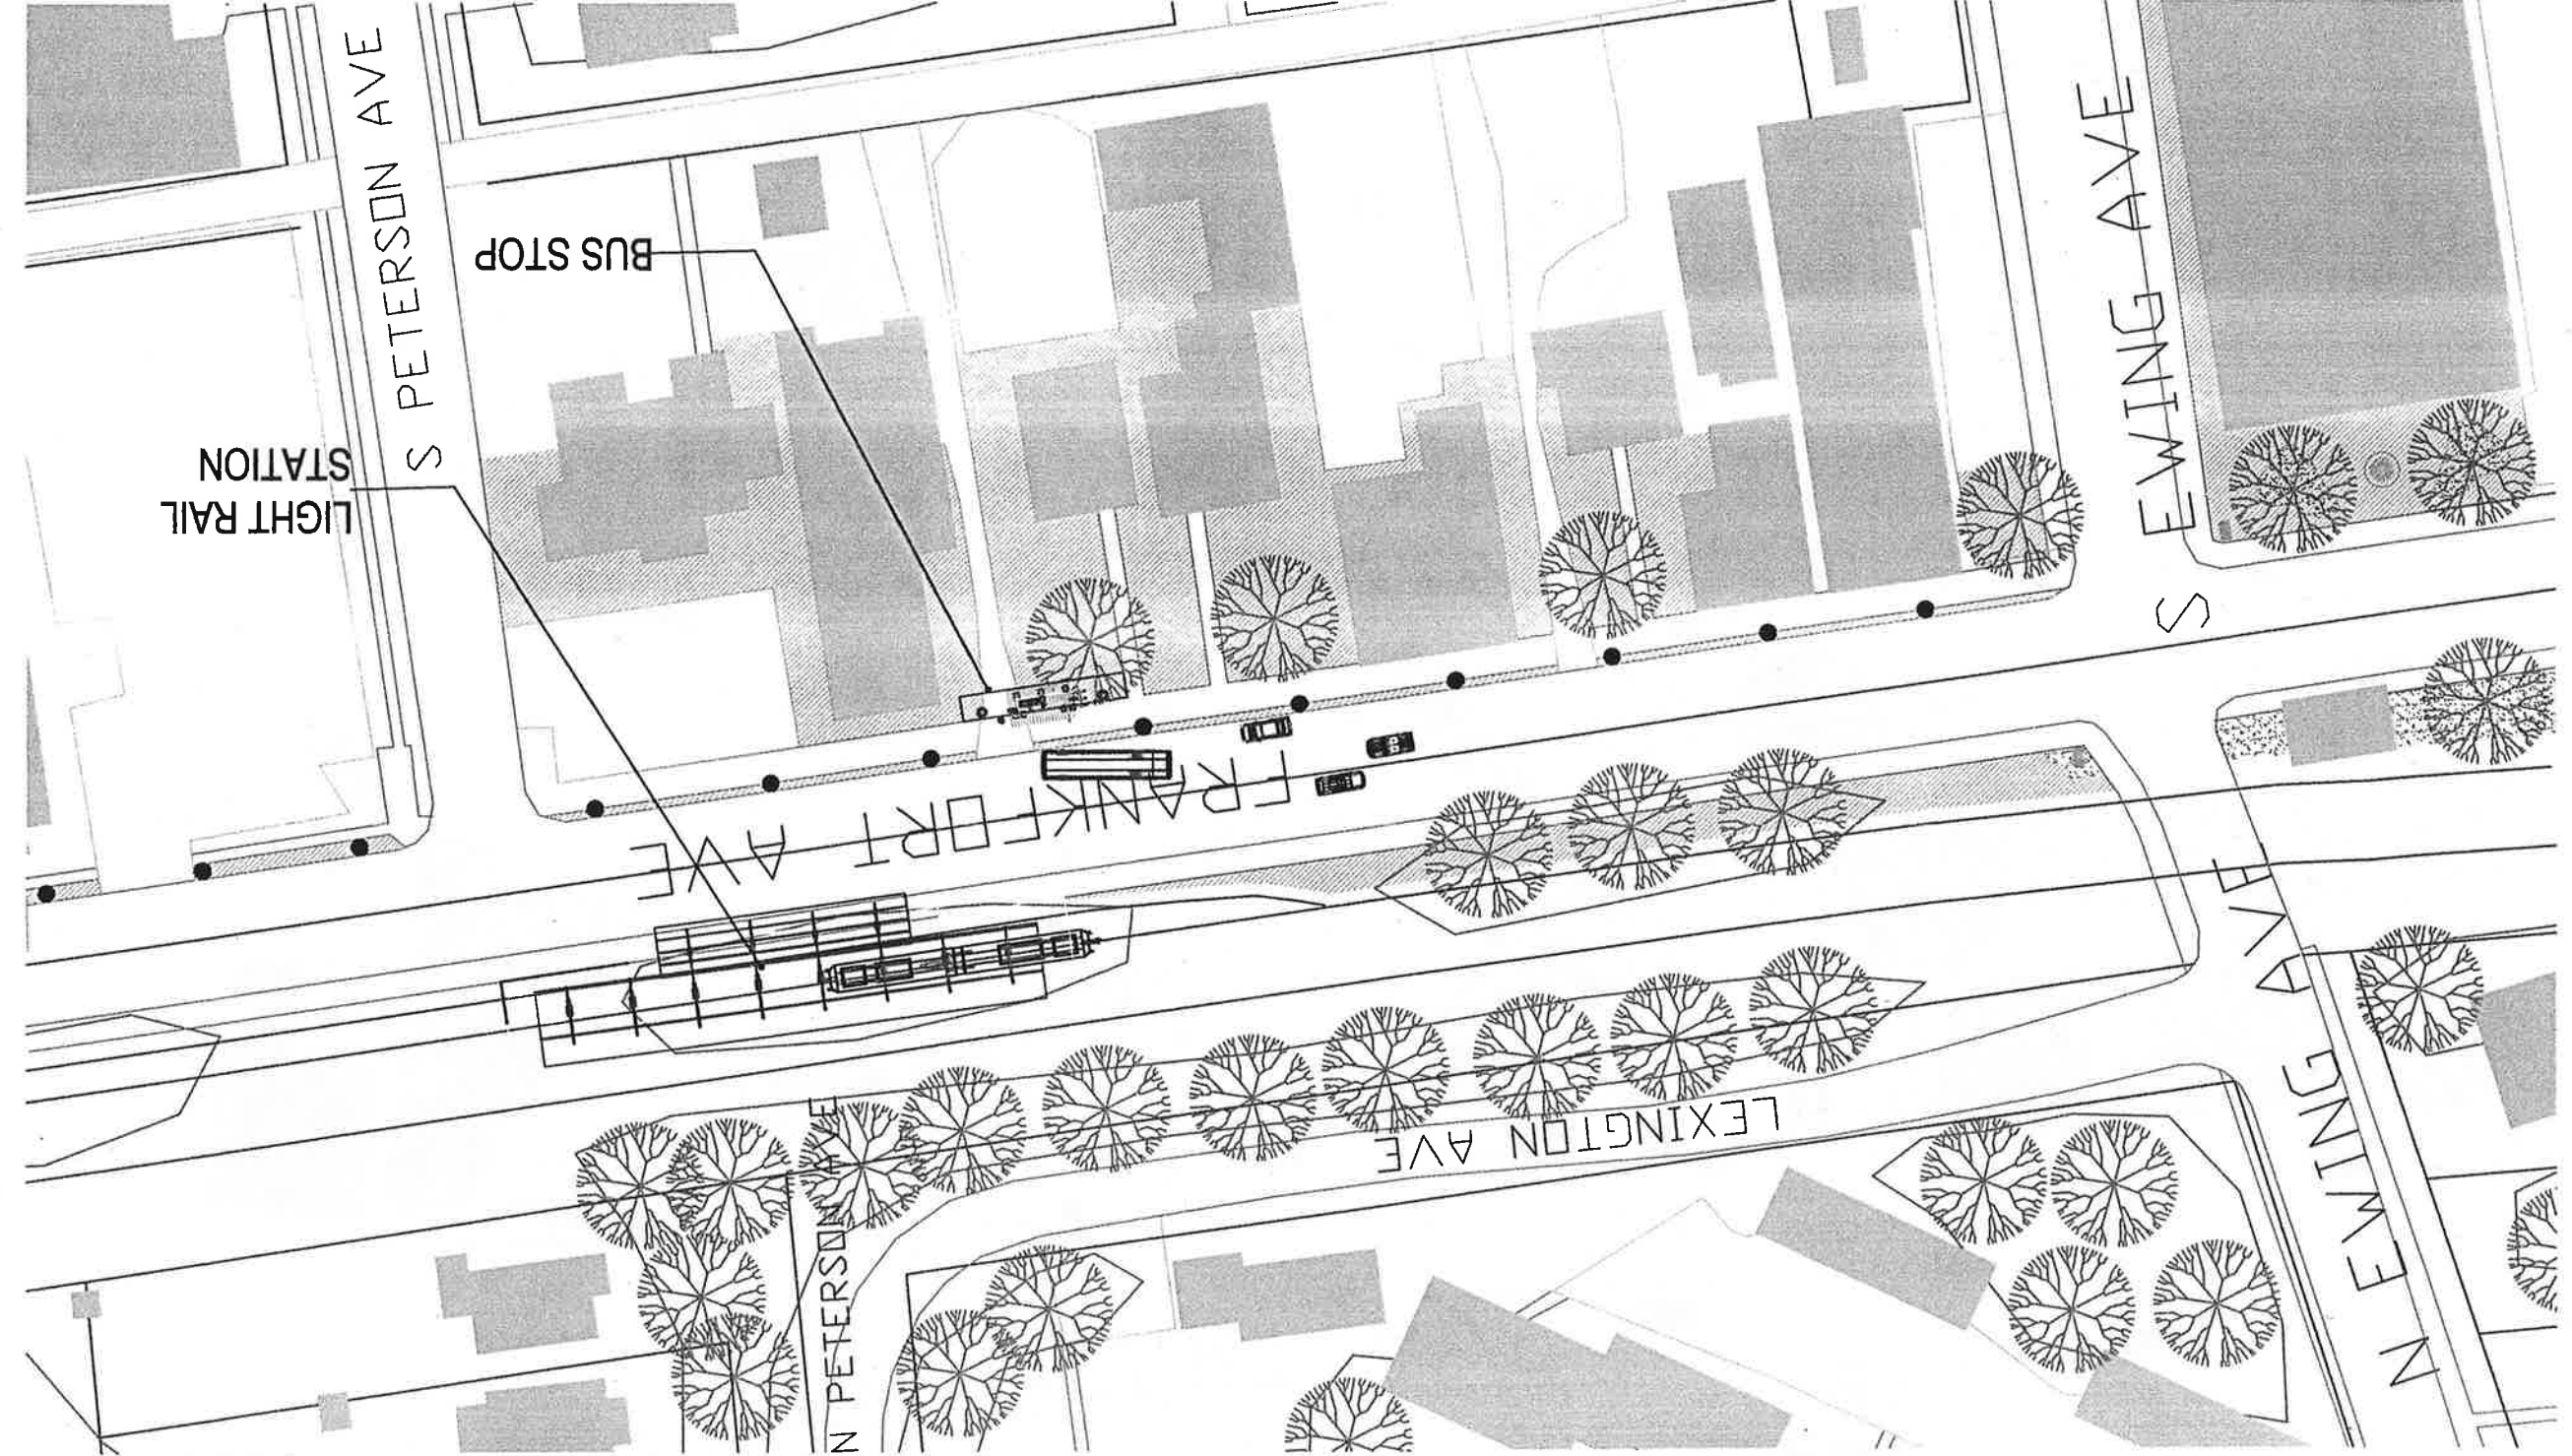 S PETERSON AVE
BUS STOP
LIGHT RAIL
STATION
S EWING AVE
FRANKFORT AVE
LEXINGTON AVE
N PETERSON AVE
N EWING AVE